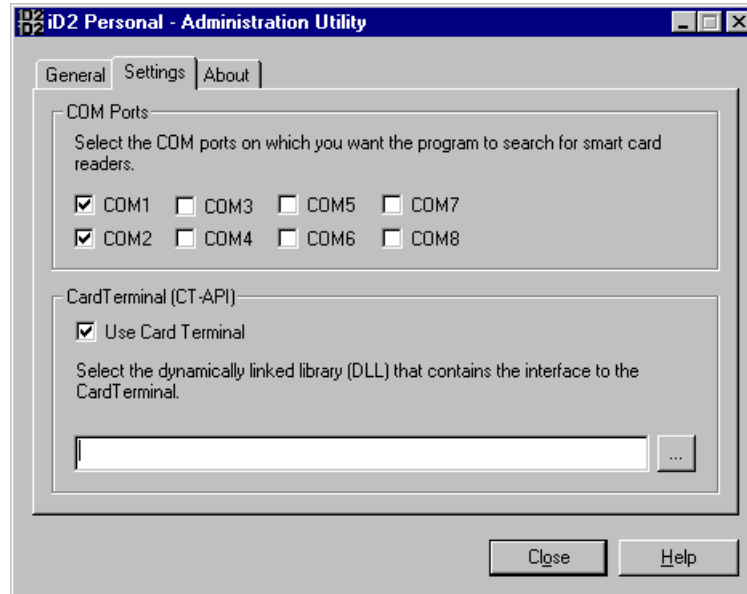 iD2 Personal - Administration Utility
General Settings About
COM Ports
Select the COM ports on which you want the program to search for smart card
readers.
COM1 COM3 COM5 COM7
COM2 COM4 COM6 COM8
CardTerminal (CT-API)
Use Card Terminal
Select the dynamically linked library (DLL) that contains the interface to the
CardTerminal.
...
Close Help